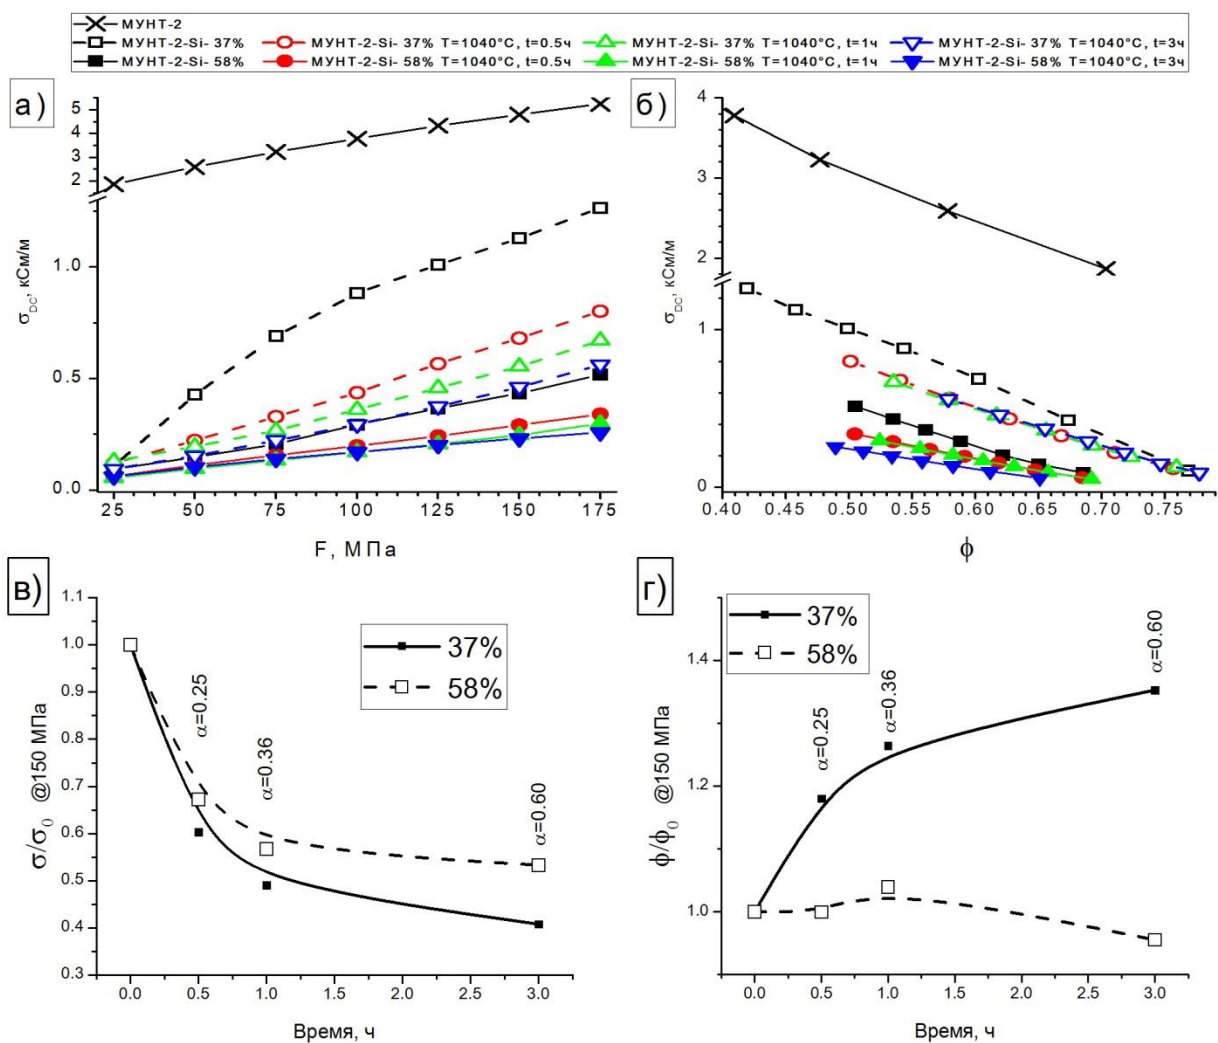 МУНТ-2
МУНТ-2-Si- 37% МУНТ-2-Si- 37% T=1040°C, t=0.5ч МУНТ-2-Si- 37% T=1040°C, t=1ч МУНТ-2-Si- 37% T=1040°C, t=3ч
МУНТ-2-Si- 58% МУНТ-2-Si- 58% T=1040°C, t=0.5ч МУНТ-2-Si- 58% T=1040°C, t=1ч МУНТ-2-Si- 58% T=1040°C, t=3ч
а)
5
4
3
2
1.0
0.5
0.0
σDC, кСм/м
25 50 75 100 125 150 175
F, МПа
б)
4
3
2
1
0
σDC, кСм/м
0.40 0.45 0.50 0.55 0.60 0.65 0.70 0.75
ϕ
в)
1.1
1.0
0.9
0.8
0.7
0.6
0.5
0.4
0.3
σ/σ0 @150 МПа
37%
58%
α=0.25
α=0.36
α=0.60
0.0 0.5 1.0 1.5 2.0 2.5 3.0
Время, ч
г)
1.4
1.2
1.0
ϕ/ϕ0 @150 МПа
37%
58%
α=0.25
α=0.36
α=0.60
0.0 0.5 1.0 1.5 2.0 2.5 3.0
Время, ч